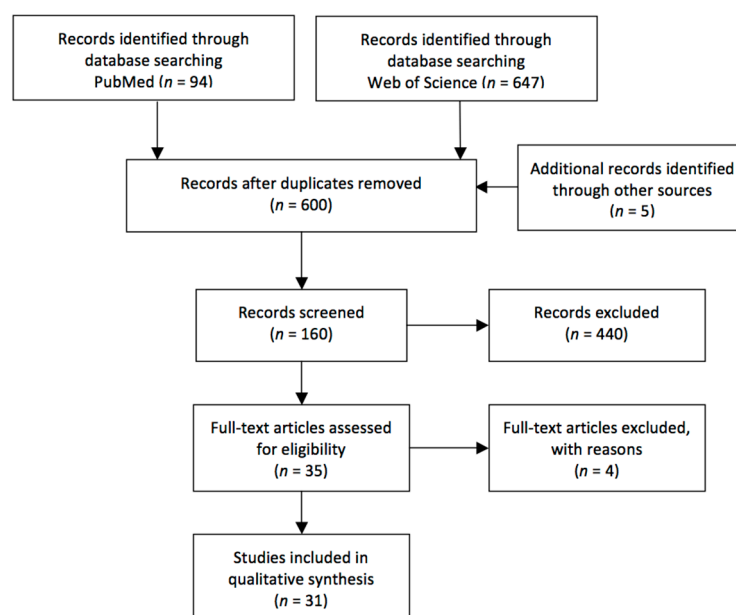 Records identified through
database searching
PubMed (n = 94)
Records identified through
database searching
Web of Science (n = 647)
Records after duplicates removed
(n = 600)
Additional records identified
through other sources
(n = 5)
Records screened
(n = 160)
Records excluded
(n = 440)
Full-text articles assessed
for eligibility
(n = 35)
Full-text articles excluded,
with reasons
(n = 4)
Studies included in
qualitative synthesis
(n = 31)